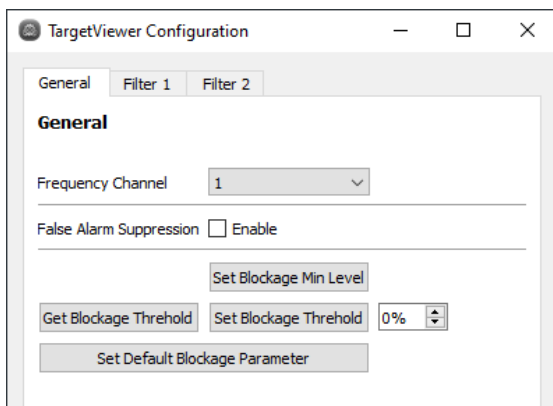 TargetViewer Configuration
General Filter 1 Filter 2
General
Frequency Channel 1
False Alarm Suppression Enable
Set Blockage Min Level
Get Blockage Threhold Set Blockage Threhold 0%
Set Default Blockage Parameter